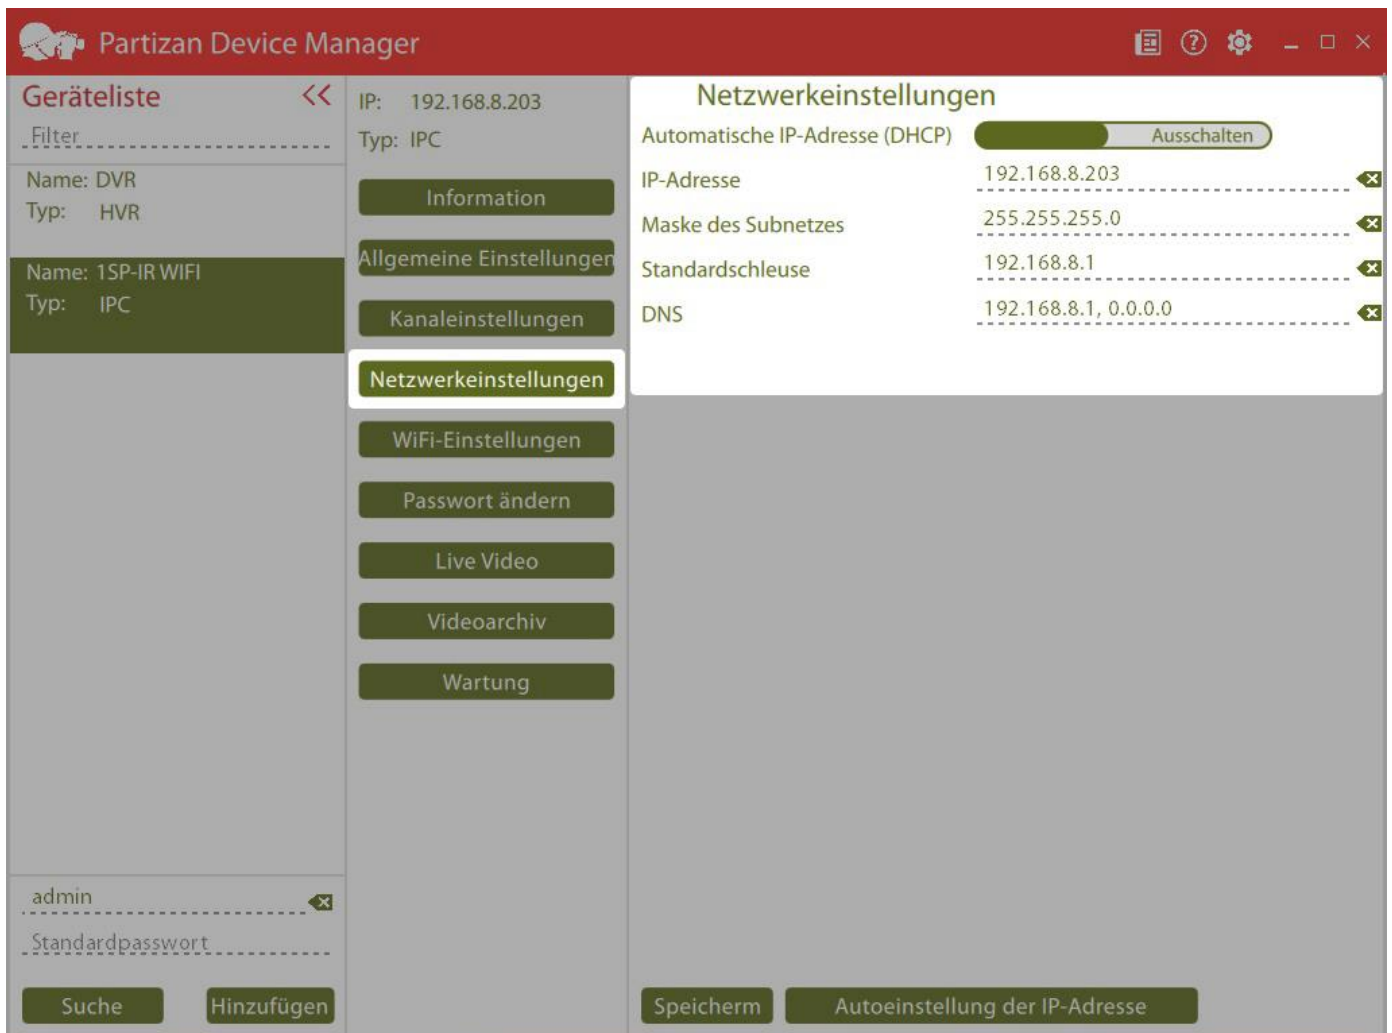 Partizan Device Manager
Geräteliste <<
Filter
Name: DVR
Typ: HVR
Name: 1SP-IR WIFI
Typ: IPC
admin
Standardpasswort
Suche
Hinzufügen
IP: 192.168.8.203
Typ: IPC
Information
Allgemeine Einstellungen
Kanaleinstellungen
Netzwerkeinstellungen
WiFi-Einstellungen
Passwort ändern
Live Video
Videoarchiv
Wartung
Netzwerkeinstellungen
Automatische IP-Adresse (DHCP) Ausschalten
IP-Adresse 192.168.8.203
Maske des Subnetzes 255.255.255.0
Standardschleuse 192.168.8.1
DNS 192.168.8.1, 0.0.0.0
Speicherm
Autoeinstellung der IP-Adresse